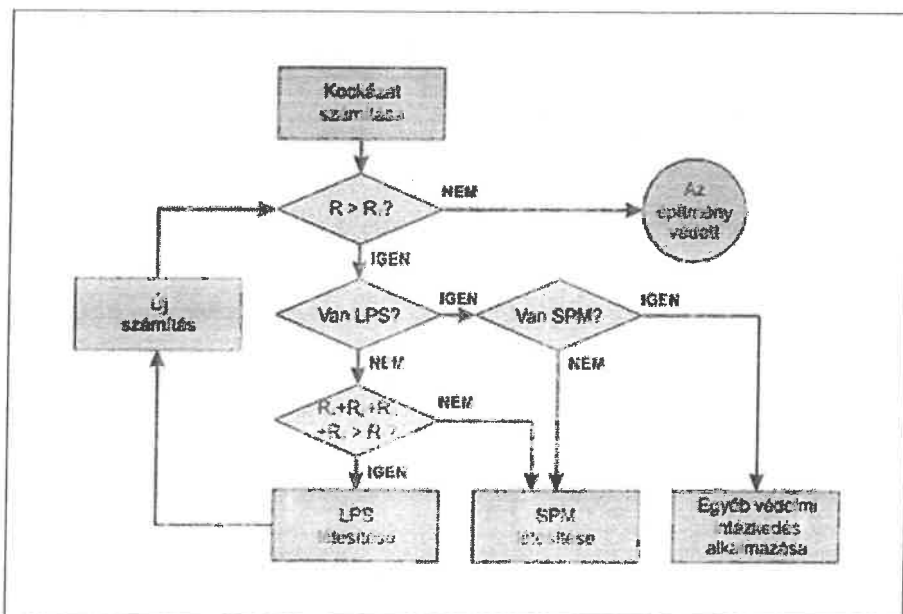 Kockázat
számítása
R > R
NEM
Az
építmény
védett
IGEN
Új
számítás
Van LPS?
IGEN
Van SPM?
IGEN
NEM
NEM
NEM
IGEN
LPS
létesítése
SPM
létesítése
Egyéb védelmi
intézkedés
alkalmazása